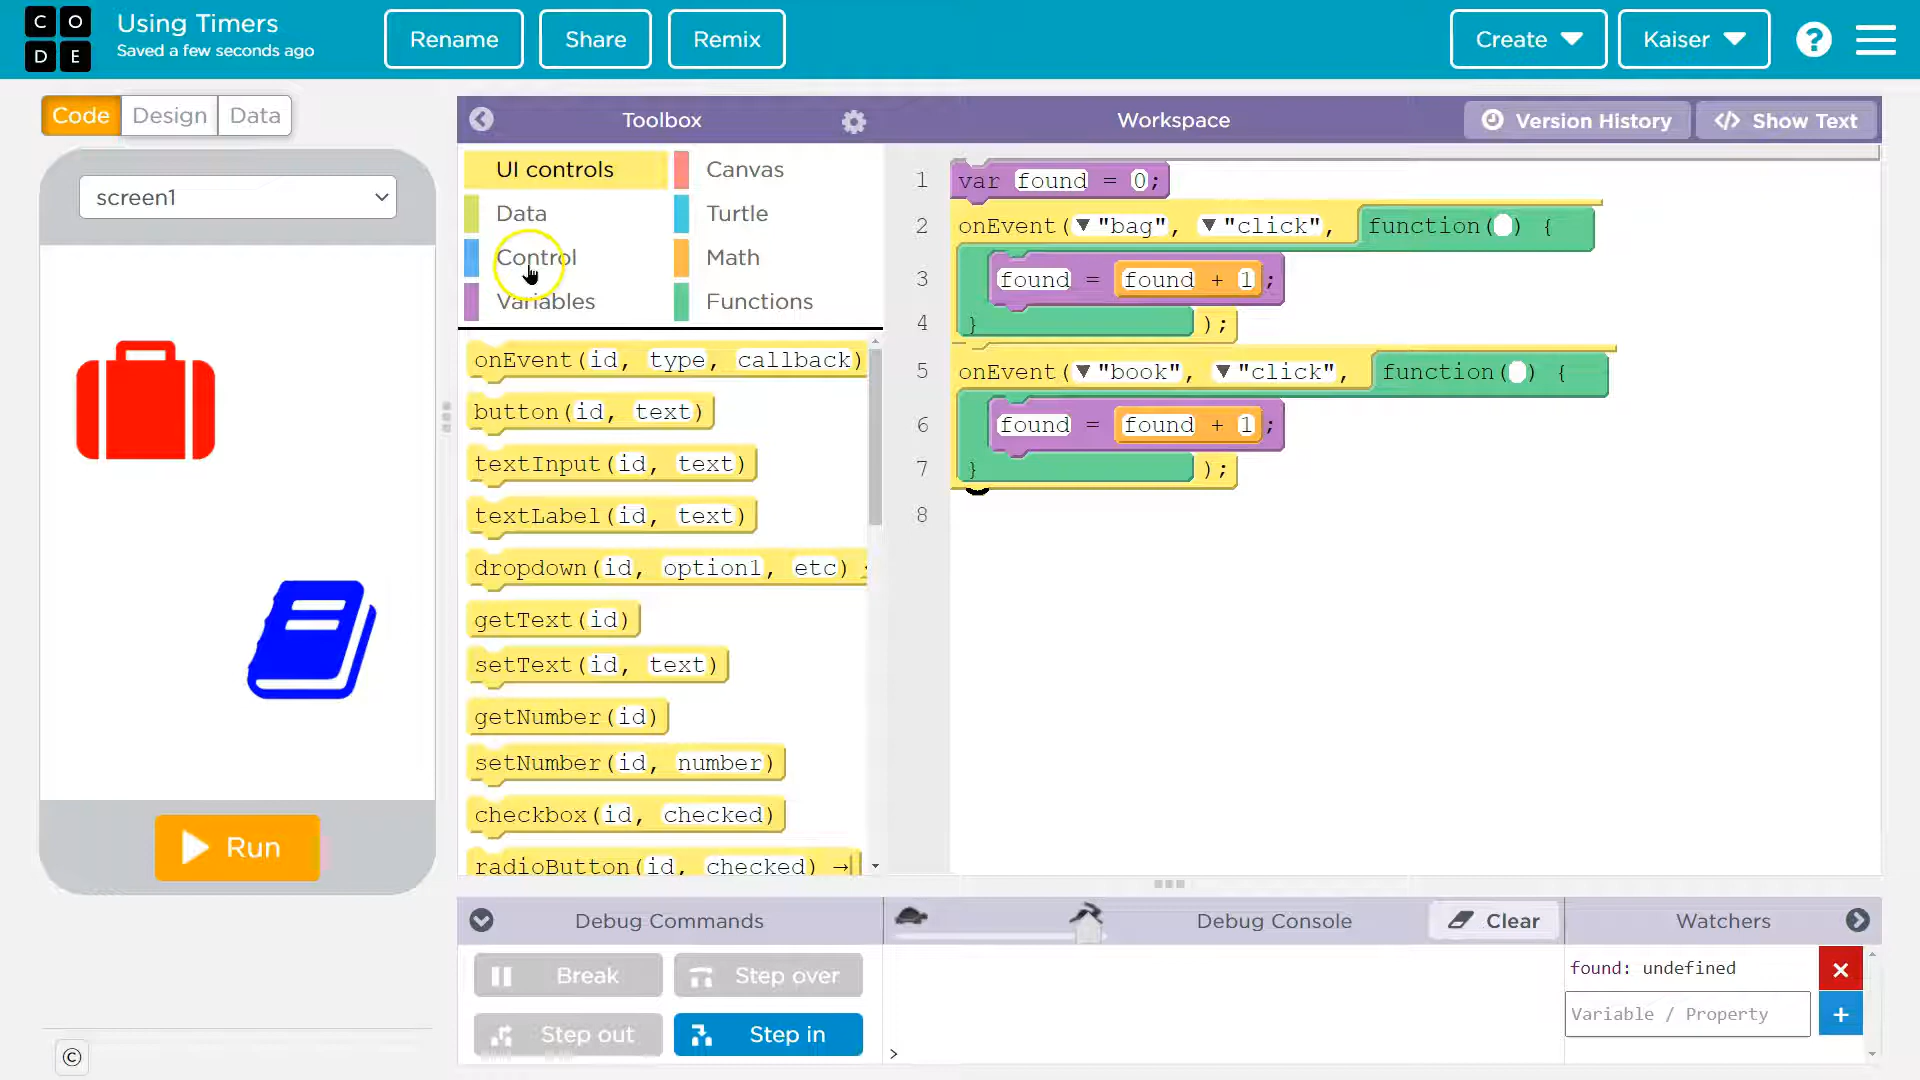 CODE
Using Timers
Saved a few seconds ago
Rename
Share
Remix
Create
Kaiser
?
Code
Design
Data
screen1
Run
©
Toolbox
UI controls
Canvas
Data
Turtle
Control
Math
Variables
Functions
onEvent(id, type, callback)
button(id, text)
textInput(id, text)
textLabel(id, text)
dropdown(id, option1, etc)
getText(id)
setText(id, text)
getNumber(id)
setNumber(id, number)
checkbox(id, checked)
radioButton(id, checked) →
Workspace
Version History
</> Show Text
1 var found = 0;
2 onEvent(▼"bag", ▼"click", function( ) {
3 found = found + 1;
4 } );
5 onEvent(▼"book", ▼"click", function( ) {
6 found = found + 1;
7 } );
8
Debug Commands
Break
Step over
Step out
Step in
Debug Console
Clear
>
Watchers
found: undefined
Variable / Property